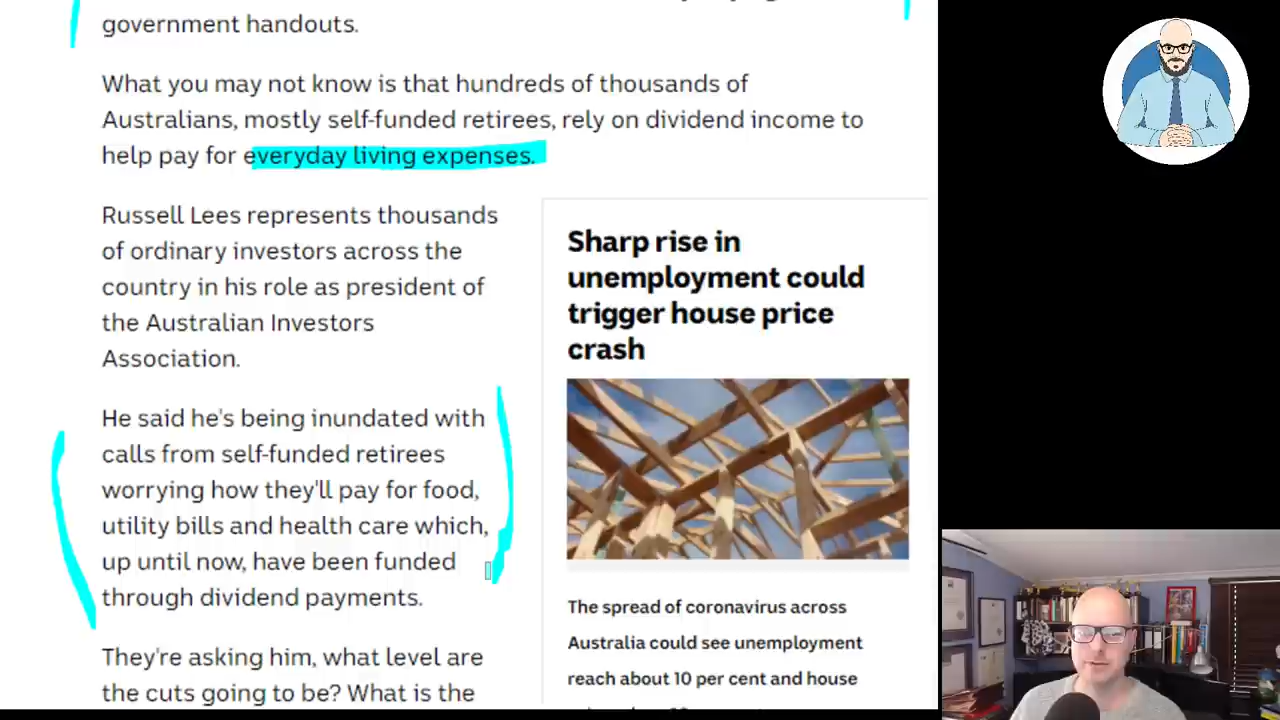 government handouts.
What you may not know is that hundreds of thousands of
Australians, mostly self-funded retirees, rely on dividend income to
help pay for everyday living expenses.
Russell Lees represents thousands
of ordinary investors across the
country in his role as president of
the Australian Investors
Association.
He said he's being inundated with
calls from self-funded retirees
worrying how they'll pay for food,
utility bills and health care which,
up until now, have been funded
through dividend payments.
They're asking him, what level are
the cuts going to be? What is the
Sharp rise in
unemployment could
trigger house price
crash
The spread of coronavirus across
Australia could see unemployment
reach about 10 per cent and house